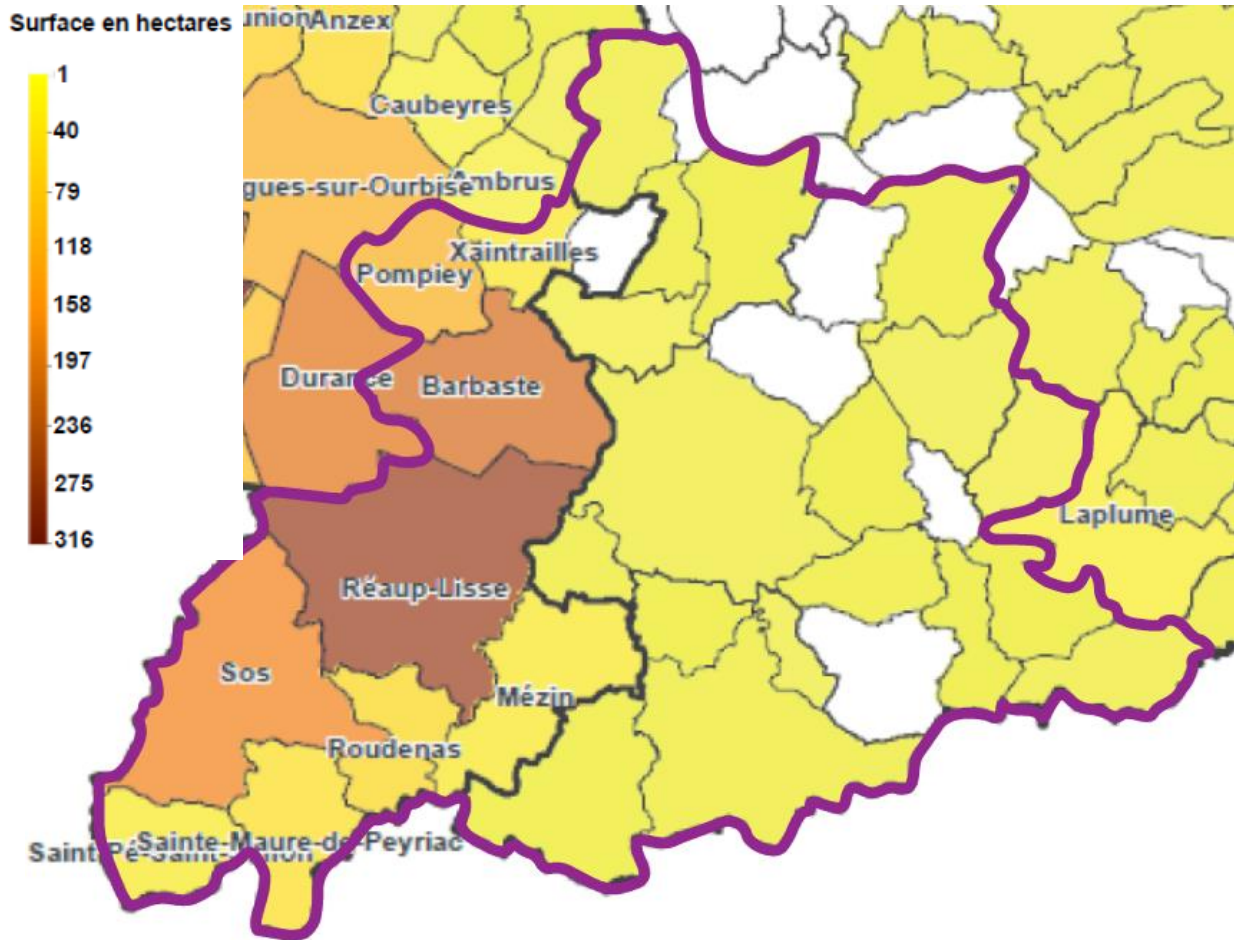 Surface en hectares
1
40
79
118
158
197
236
275
316
union
Anzex
Caubeyres
gues-sur-Ourbise
Ambrus
Xaintrailles
Pompiey
Durance
Barbaste
Laplume
Réaup-Lisse
Sos
Mézin
Roudenas
Sainte-Maure-de-Peyriac